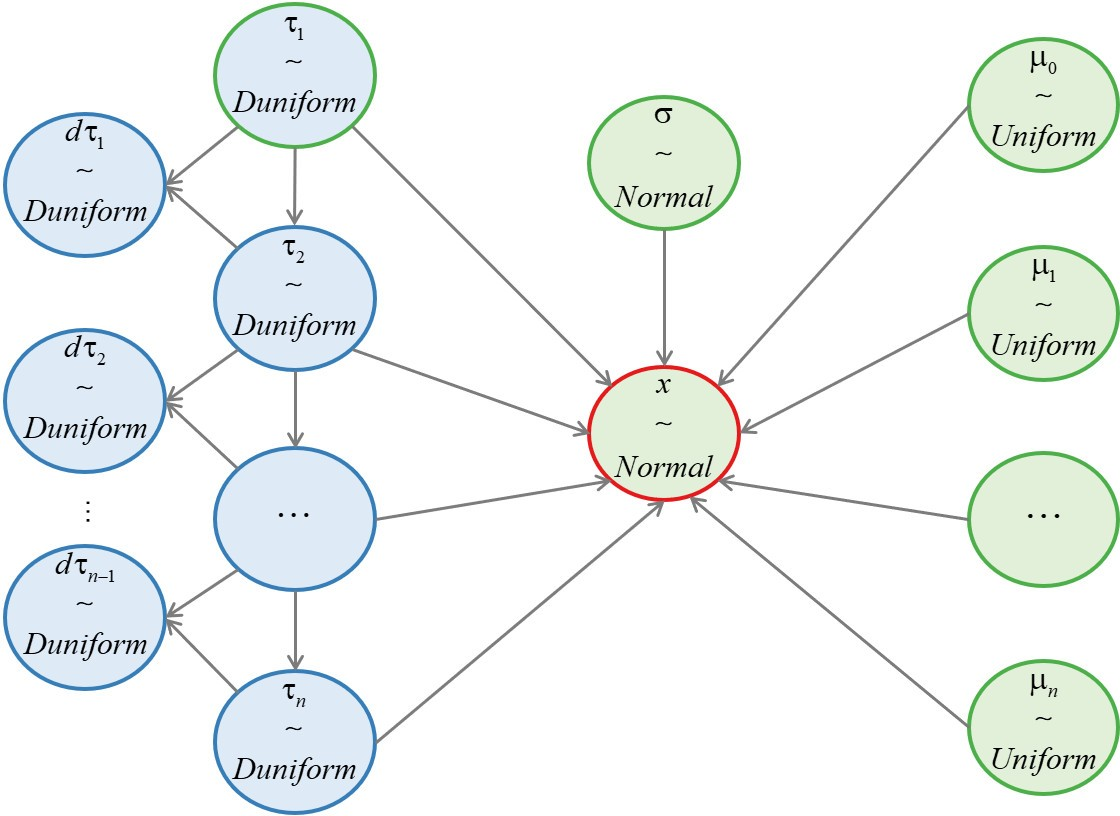 τ₁
~
Duniform
dτ₁
~
Duniform
τ₂
~
Duniform
dτ₂
~
Duniform
⋮
...
dτₙ₋₁
~
Duniform
τₙ
~
Duniform
σ
~
Normal
x
~
Normal
μ₀
~
Uniform
μ₁
~
Uniform
...
μₙ
~
Uniform